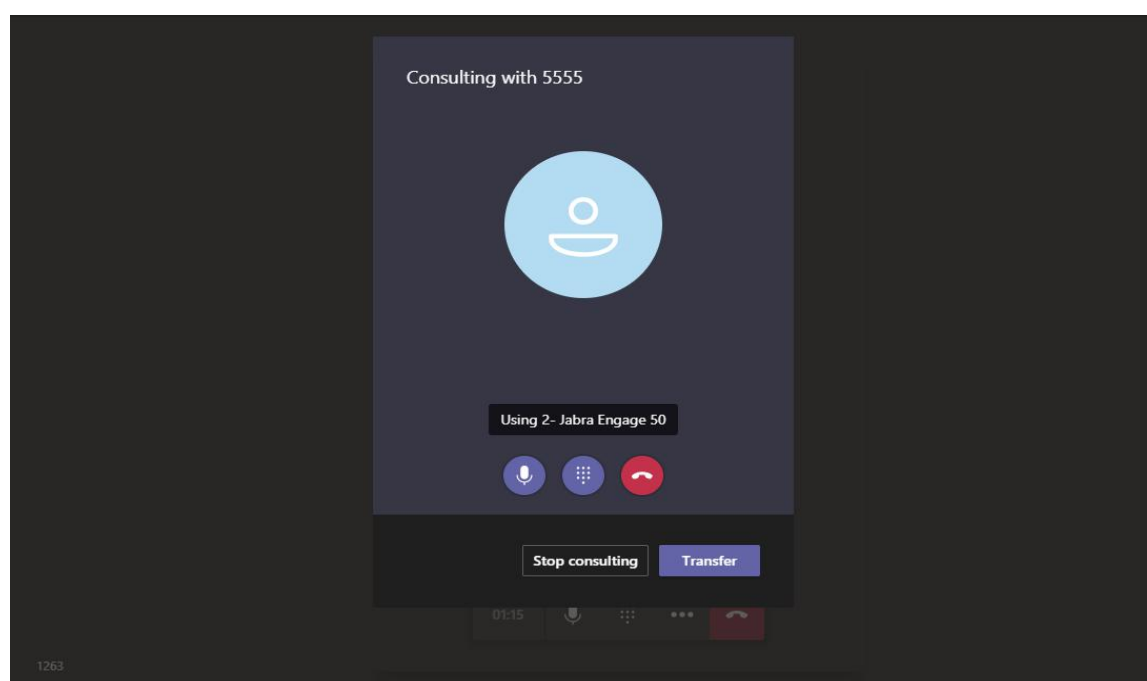 Consulting with 5555
Using 2- Jabra Engage 50
Stop consulting
Transfer
01:15
1263